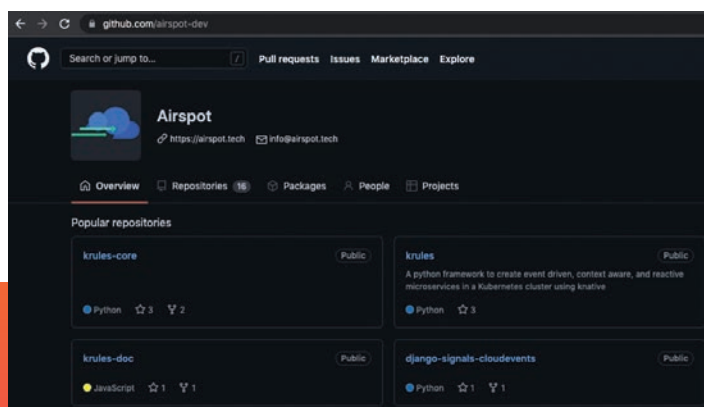 github.com/airspot-dev
Search or jump to... / Pull requests Issues Marketplace Explore
Airspot
https://airspot.tech info@airspot.tech
Overview Repositories 16 Packages People Projects
Popular repositories
krules-core Public
Python 3 2
krules Public
A python framework to create event driven, context aware, and reactive
microservices in a Kubernetes cluster using knative
Python 3
krules-doc Public
JavaScript 1 1
django-signals-cloudevents Public
Python 1 1